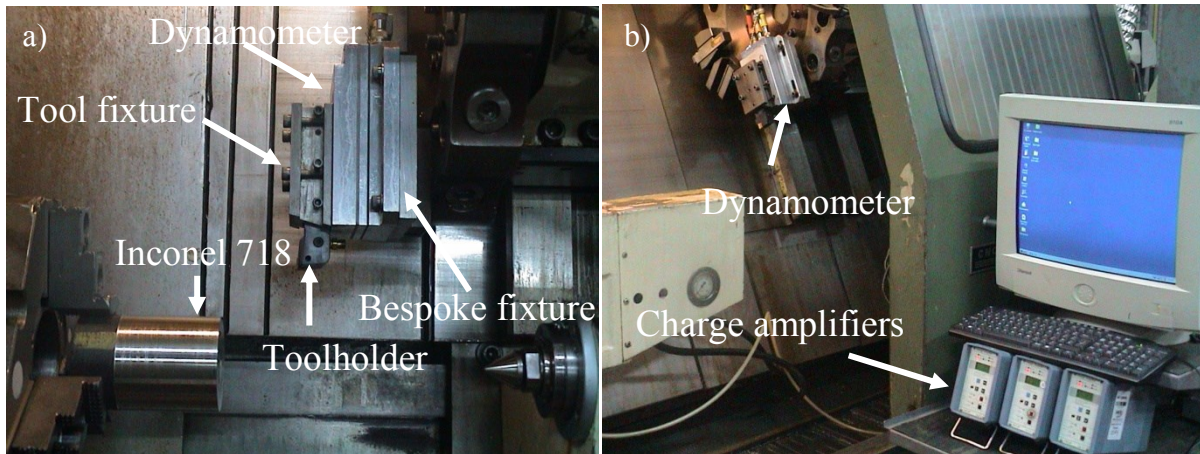 a)
Dynamometer
Tool fixture
Inconel 718
Bespoke fixture
Toolholder
b)
Dynamometer
Charge amplifiers